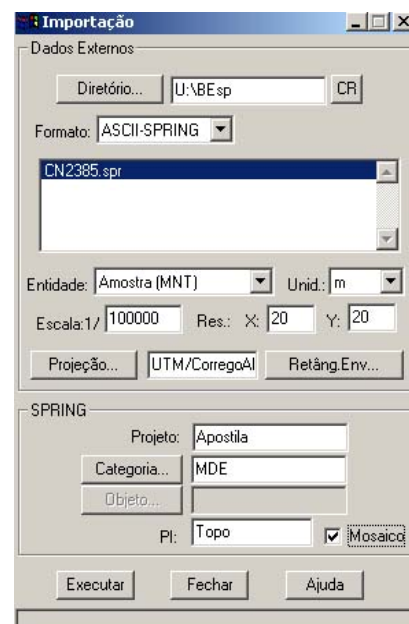 Importação
Dados Externos
Diretório... U:\BEsp CR
Formato: ASCII-SPRING
CN2385.spr
Entidade: Amostra (MNT) Unid.: m
Escala:1/ 100000 Res.: X: 20 Y: 20
Projeção... UTM/CorregoAl Retâng.Env...
SPRING
Projeto: Apostila
Categoria... MDE
Objeto...
PI: Topo Mosaico
Executar Fechar Ajuda